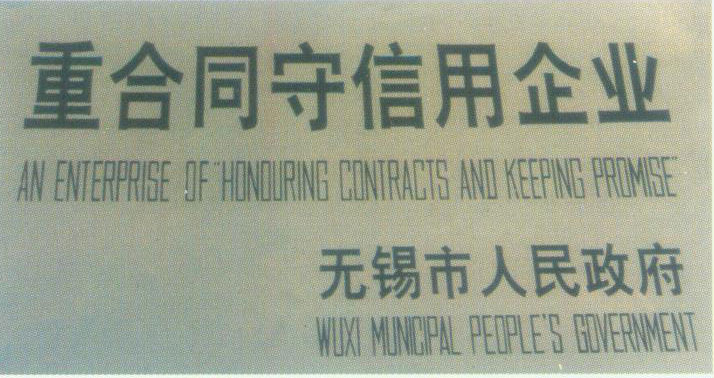 重合同守信用企业
AN ENTERPRISE OF "HONOURING CONTRACTS AND KEEPING PROMISE"
无锡市人民政府
WUXI MUNICIPAL PEOPLE'S GOVERNMENT